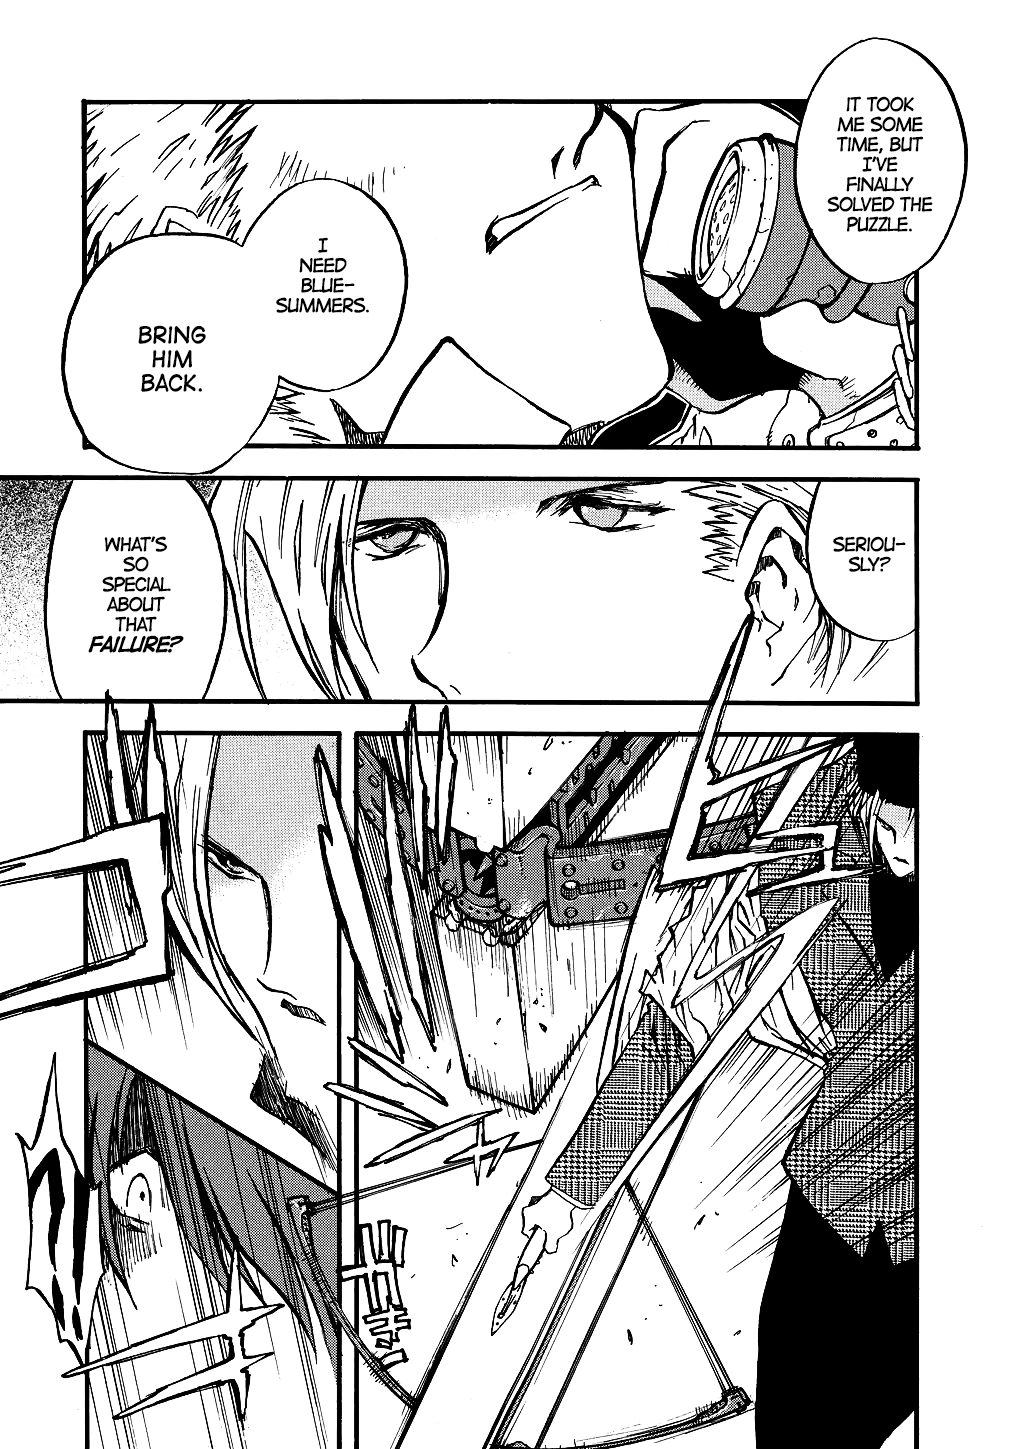 IT TOOK
ME SOME
TIME, BUT
I'VE
FINALLY
SOLVED THE
PUZZLE.
I
NEED
BLUE-
SUMMERS.
BRING
HIM
BACK.
SERIOU-
SLY?
WHAT'S
SO
SPECIAL
ABOUT
THAT
FAILURE?